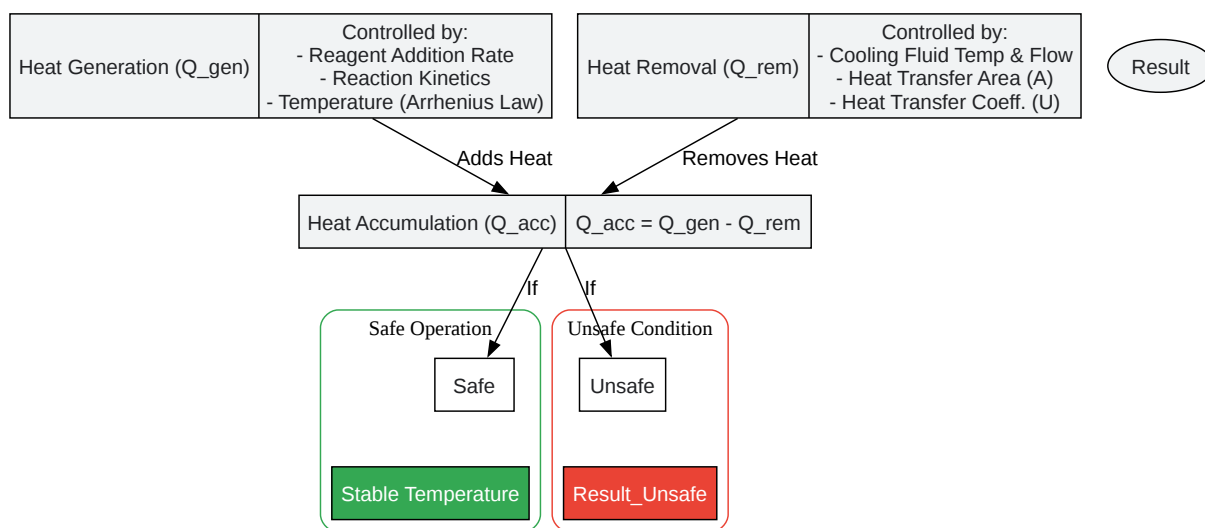 Heat Generation (Q_gen)
Controlled by:
- Reagent Addition Rate
- Reaction Kinetics
- Temperature (Arrhenius Law)
Heat Removal (Q_rem)
Controlled by:
- Cooling Fluid Temp & Flow
- Heat Transfer Area (A)
- Heat Transfer Coeff. (U)
Result
Adds Heat
Removes Heat
Heat Accumulation (Q_acc)
Q_acc = Q_gen - Q_rem
If
If
Safe Operation
Unsafe Condition
Safe
Unsafe
Stable Temperature
Result_Unsafe